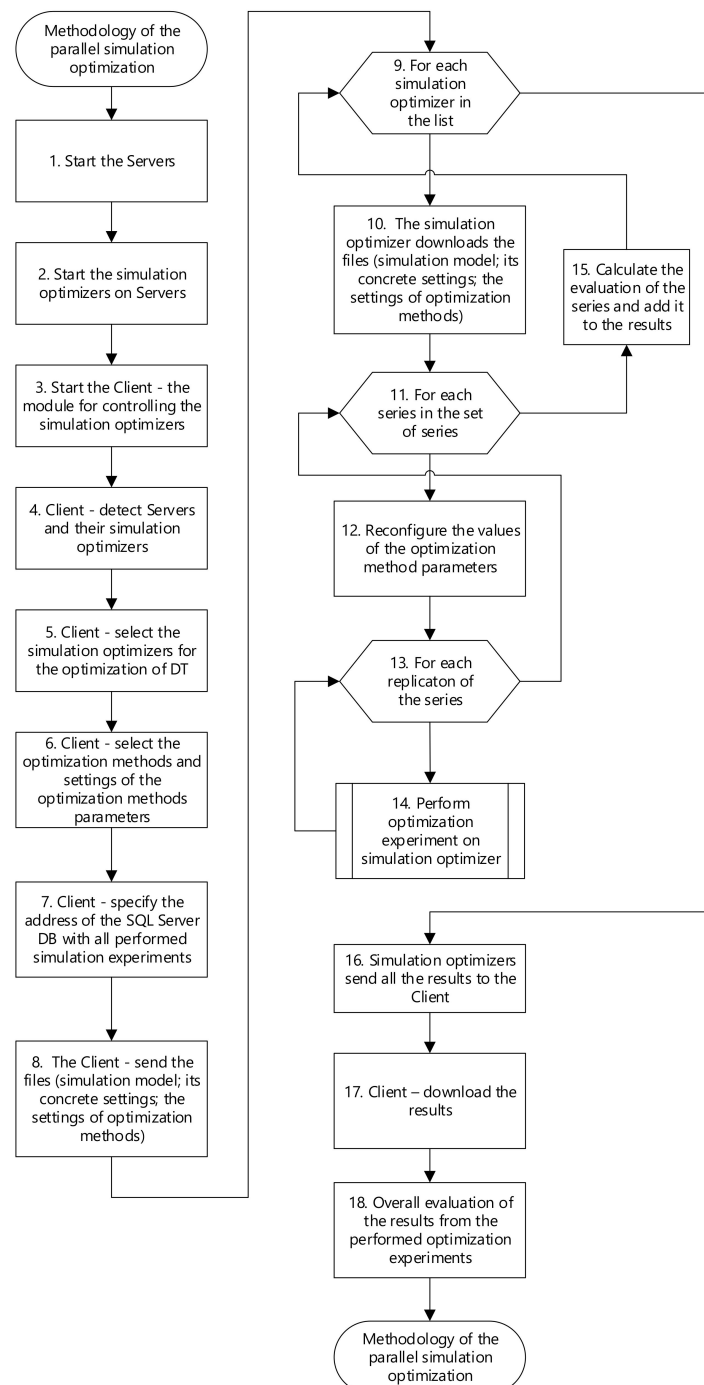 Methodology of the
parallel simulation
optimization
1. Start the Servers
2. Start the simulation
optimizers on Servers
3. Start the Client - the
module for controlling the
simulation optimizers
4. Client - detect Servers
and their simulation
optimizers
5. Client - select the
simulation optimizers for
the optimization of DT
6. Client - select the
optimization methods and
settings of the
optimization methods
parameters
7. Client - specify the
address of the SQL Server
DB with all performed
simulation experiments
8. The Client - send the
files (simulation model; its
concrete settings; the
settings of optimization
methods)
9. For each
simulation
optimizer in
the list
10. The simulation
optimizer downloads the
files (simulation model; its
concrete settings; the
settings of optimization
methods)
15. Calculate the
evaluation of the
series and add it
to the results
11. For each
series in the set
of series
12. Reconfigure the values
of the optimization
method parameters
13. For each
replicaton of
the series
14. Perform
optimization
experiment on
simulation optimizer
16. Simulation optimizers
send all the results to the
Client
17. Client – download the
results
18. Overall evaluation of
the results from the
performed optimization
experiments
Methodology of the
parallel simulation
optimization